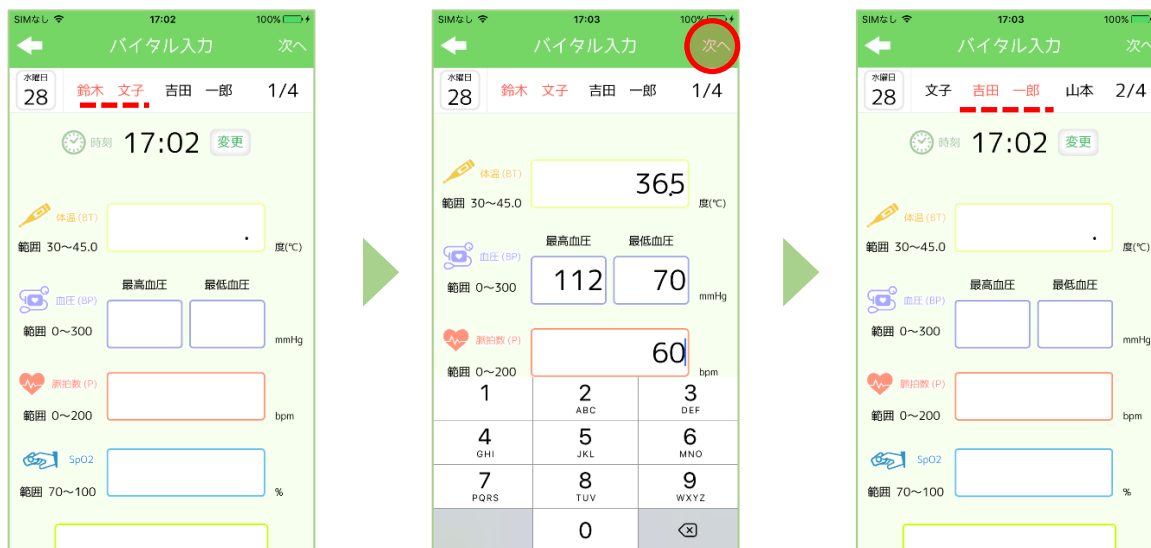 SIMなし 17:02 100%
バイタル入力 次へ
水曜日
28 鈴木 文子 吉田 一郎 1/4
時刻 17:02 変更
体温 (BT)
.
範囲 30〜45.0 度(℃)
最高血圧 最低血圧
血圧 (BP)
範囲 0〜300 mmHg
脈拍数 (P)
範囲 0〜200 bpm
SpO2
範囲 70〜100 %
SIMなし 17:03 100%
バイタル入力 次へ
水曜日
28 鈴木 文子 吉田 一郎 1/4
体温 (BT)
36.5
範囲 30〜45.0 度(℃)
最高血圧 最低血圧
血圧 (BP)
112 70
範囲 0〜300 mmHg
脈拍数 (P)
60
範囲 0〜200 bpm
1 2 3
ABC DEF
4 5 6
GHI JKL MNO
7 8 9
PQRS TUV WXYZ
0
SIMなし 17:03 100%
バイタル入力 次へ
水曜日
28 文子 吉田 一郎 山本 2/4
時刻 17:02 変更
体温 (BT)
.
範囲 30〜45.0 度(℃)
最高血圧 最低血圧
血圧 (BP)
範囲 0〜300 mmHg
脈拍数 (P)
範囲 0〜200 bpm
SpO2
範囲 70〜100 %